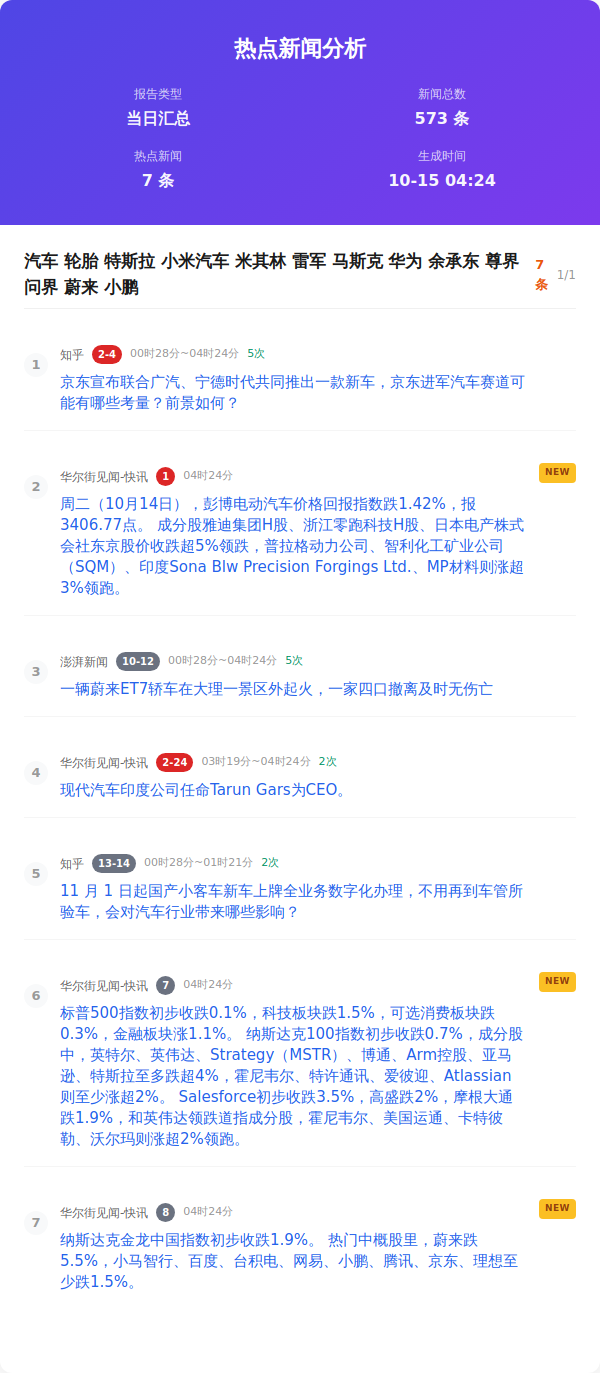 热点新闻分析
报告类型
当日汇总
新闻总数
573 条
热点新闻
7 条
生成时间
10-15 04:24
汽车 轮胎 特斯拉 小米汽车 米其林 雷军 马斯克 华为 余承东 尊界
问界 蔚来 小鹏
7
条
1/1
1
知乎 2-4 00时28分~04时24分 5次
京东宣布联合广汽、宁德时代共同推出一款新车，京东进军汽车赛道可
能有哪些考量？前景如何？
2
华尔街见闻-快讯 1 04时24分
NEW
周二（10月14日），彭博电动汽车价格回报指数跌1.42%，报
3406.77点。 成分股雅迪集团H股、浙江零跑科技H股、日本电产株式
会社东京股价收跌超5%领跌，普拉格动力公司、智利化工矿业公司
（SQM）、印度Sona Blw Precision Forgings Ltd.、MP材料则涨超
3%领跑。
3
澎湃新闻 10-12 00时28分~04时24分 5次
一辆蔚来ET7轿车在大理一景区外起火，一家四口撤离及时无伤亡
4
华尔街见闻-快讯 2-24 03时19分~04时24分 2次
现代汽车印度公司任命Tarun Gars为CEO。
5
知乎 13-14 00时28分~01时21分 2次
11 月 1 日起国产小客车新车上牌全业务数字化办理，不用再到车管所
验车，会对汽车行业带来哪些影响？
6
华尔街见闻-快讯 7 04时24分
NEW
标普500指数初步收跌0.1%，科技板块跌1.5%，可选消费板块跌
0.3%，金融板块涨1.1%。 纳斯达克100指数初步收跌0.7%，成分股
中，英特尔、英伟达、Strategy（MSTR）、博通、Arm控股、亚马
逊、特斯拉至多跌超4%，霍尼韦尔、特许通讯、爱彼迎、Atlassian
则至少涨超2%。 Salesforce初步收跌3.5%，高盛跌2%，摩根大通
跌1.9%，和英伟达领跌道指成分股，霍尼韦尔、美国运通、卡特彼
勒、沃尔玛则涨超2%领跑。
7
华尔街见闻-快讯 8 04时24分
NEW
纳斯达克金龙中国指数初步收跌1.9%。 热门中概股里，蔚来跌
5.5%，小马智行、百度、台积电、网易、小鹏、腾讯、京东、理想至
少跌1.5%。